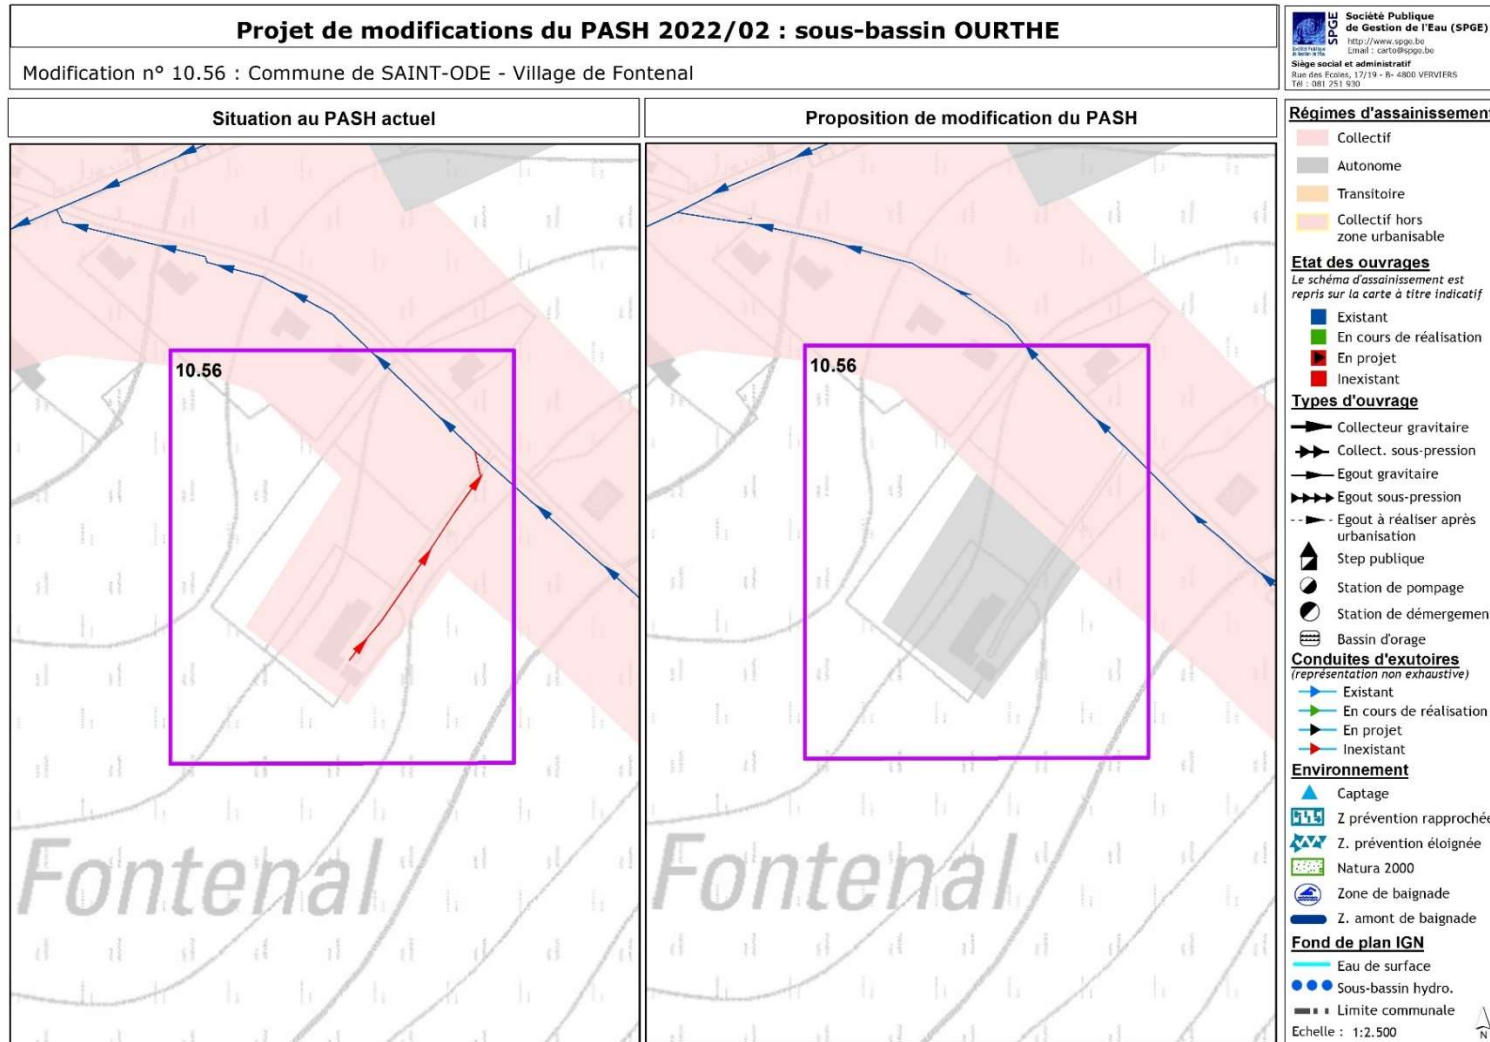 Projet de modifications du PASH 2022/02 : sous-bassin OURTHE
Modification n° 10.56 : Commune de SAINT-ODE - Village de Fontenal
SPGE
Société Publique
de Gestion de l'Eau (SPGE)
http://www.spge.be
Email : carto@spge.be
Siège social et administratif
Rue des Ecoles, 17/19 - B- 4800 VERVIERS
Tél : 081 251 930
Situation au PASH actuel
Proposition de modification du PASH
10.56
Fontenal
10.56
Fontenal
Régimes d'assainissement
Collectif
Autonome
Transitoire
Collectif hors
zone urbanisable
Etat des ouvrages
Le schéma d'assainissement est
repris sur la carte à titre indicatif
Existant
En cours de réalisation
En projet
Inexistant
Types d'ouvrage
Collecteur gravitaire
Collect. sous-pression
Egout gravitaire
Egout sous-pression
Egout à réaliser après
urbanisation
Step publique
Station de pompage
Station de démergemen
Bassin d'orage
Conduites d'exutoires
(représentation non exhaustive)
Existant
En cours de réalisation
En projet
Inexistant
Environnement
Captage
Z prévention rapprochée
Z. prévention éloignée
Natura 2000
Zone de baignade
Z. amont de baignade
Fond de plan IGN
Eau de surface
Sous-bassin hydro.
Limite communale
Echelle : 1:2.500
N